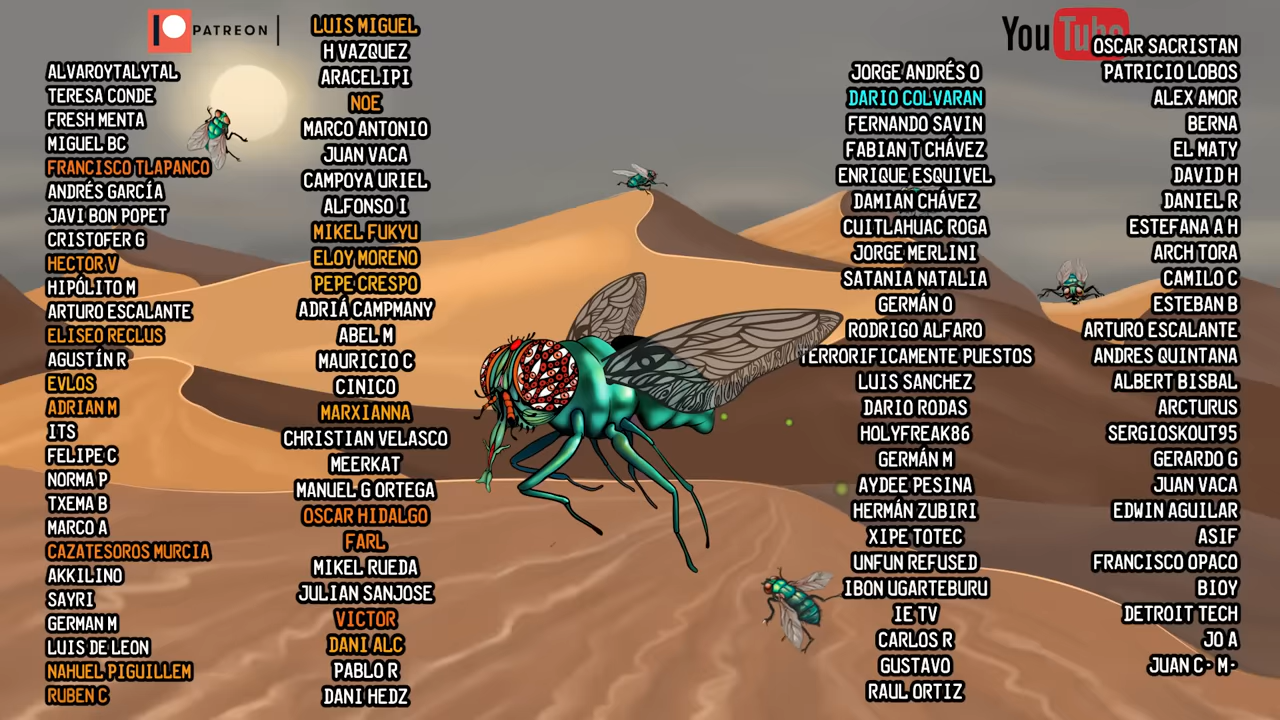 PATREON
ALVAROYTALYTAL
TERESA CONDE
FRESH MENTA
MIGUEL BC
FRANCISCO TLAPANCO
ANDRÉS GARCÍA
JAVI BON POPET
CRISTOFER G
HECTOR V
HIPÓLITO M
ARTURO ESCALANTE
ELISEO RECLUS
AGUSTÍN R
EVLOS
ADRIAN M
ITS
FELIPE C
NORMA P
TXEMA B
MARCO A
CAZATESOROS MURCIA
AKKILINO
SAYRI
GERMAN M
LUIS DE LEON
NAHUEL PIGUILLEM
RUBEN C
LUIS MIGUEL
H VAZQUEZ
ARACELIPI
NOE
MARCO ANTONIO
JUAN VACA
CAMPOYA URIEL
ALFONSO I
MIKEL FUKYU
ELOY MORENO
PEPE CRESPO
ADRIÁ CAMPMANY
ABEL M
MAURICIO C
CINICO
MARXIANNA
CHRISTIAN VELASCO
MEERKAT
MANUEL G ORTEGA
OSCAR HIDALGO
FARL
MIKEL RUEDA
JULIAN SANJOSE
VICTOR
DANI ALC
PABLO R
DANI HEDZ
YouTube
JORGE ANDRÉS O
DARIO COLVARAN
FERNANDO SAVIN
FABIAN T CHÁVEZ
ENRIQUE ESQUIVEL
DAMIAN CHÁVEZ
CUITLAHUAC ROGA
JORGE MERLINI
SATANIA NATALIA
GERMÁN O
RODRIGO ALFARO
TERRORIFICAMENTE PUESTOS
LUIS SANCHEZ
DARIO RODAS
HOLYFREAK86
GERMÁN M
AYDEE PESINA
HERMÁN ZUBIRI
XIPE TOTEC
UNFUN REFUSED
IBON UGARTEBURU
IE TV
CARLOS R
GUSTAVO
RAUL ORTIZ
OSCAR SACRISTAN
PATRICIO LOBOS
ALEX AMOR
BERNA
EL MATY
DAVID H
DANIEL R
ESTEFANA A H
ARCH TORA
CAMILO C
ESTEBAN B
ARTURO ESCALANTE
ANDRES QUINTANA
ALBERT BISBAL
ARCTURUS
SERGIOSKOUT95
GERARDO G
JUAN VACA
EDWIN AGUILAR
ASIF
FRANCISCO OPACO
BIOY
DETROIT TECH
JO A
JUAN C- M-